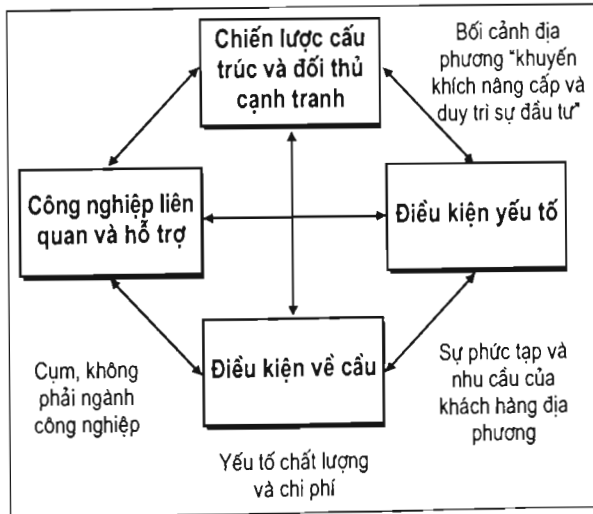 Chiến lược cấu
trúc và đối thủ
cạnh tranh
Bối cảnh địa
phương "khuyến
khích nâng cấp và
duy trì sự đầu tư"
Công nghiệp liên
quan và hỗ trợ
Điều kiện yếu tố
Điều kiện về cầu
Cụm, không
phải ngành
công nghiệp
Sự phức tạp và
nhu cầu của
khách hàng địa
phương
Yếu tố chất lượng
và chi phí